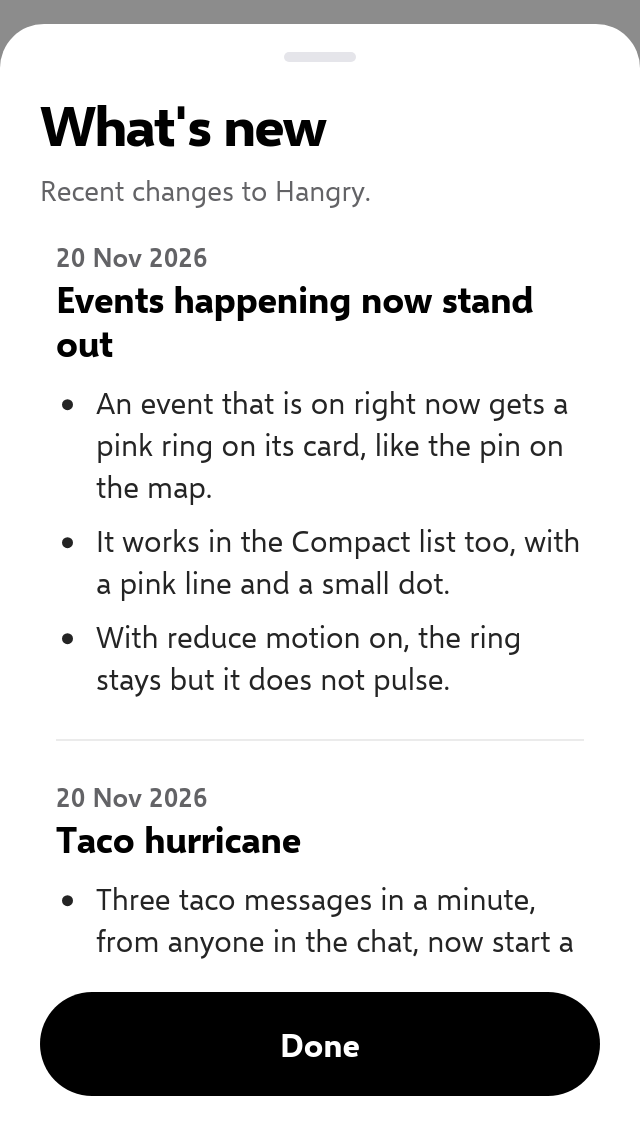 What's new
Recent changes to Hangry.
20 Nov 2026
Events happening now stand
out
• An event that is on right now gets a
pink ring on its card, like the pin on
the map.
• It works in the Compact list too, with
a pink line and a small dot.
• With reduce motion on, the ring
stays but it does not pulse.
20 Nov 2026
Taco hurricane
• Three taco messages in a minute,
from anyone in the chat, now start a
Done